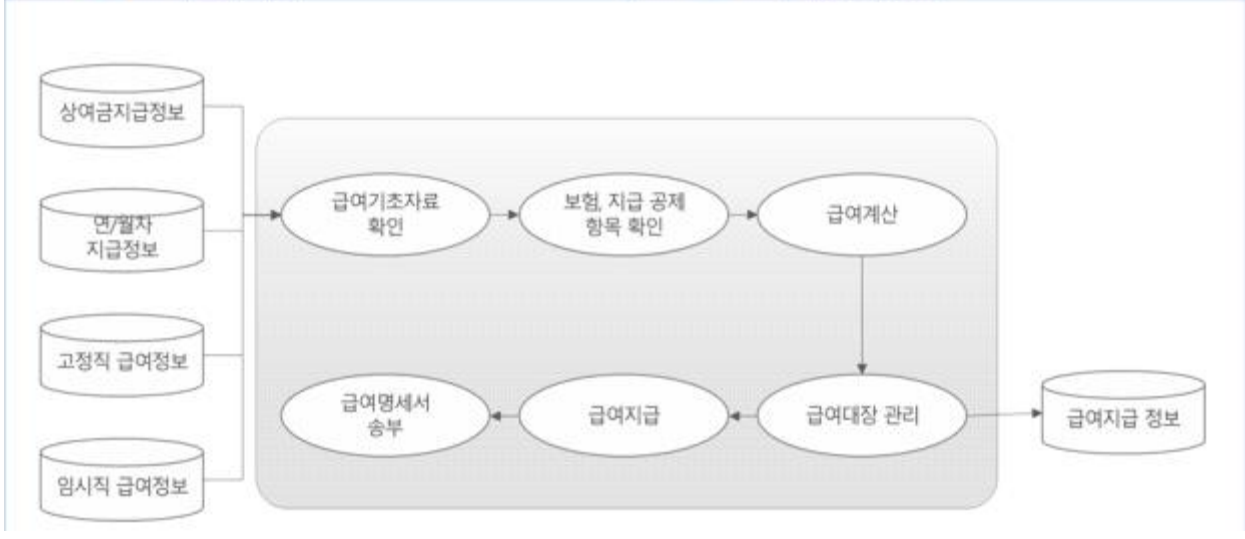 상여금지급정보
연/월차
지급정보
고정직 급여정보
임시직 급여정보
급여기초자료
확인
보험, 지급 공제
항목 확인
급여계산
급여대장 관리
급여지급
급여명세서
송부
급여지급 정보